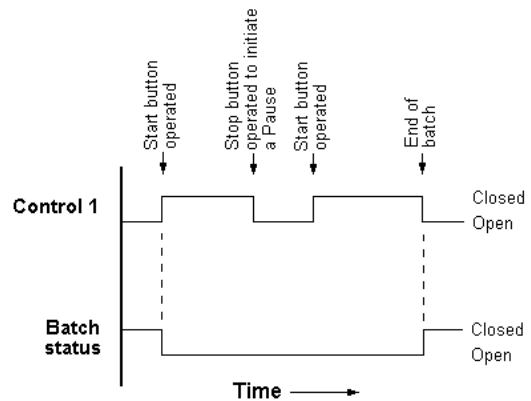 Start button
operated
Stop button
operated to initiate
a Pause
Start button
operated
End of
batch
Control 1
Closed
Open
Batch
status
Closed
Open
Time